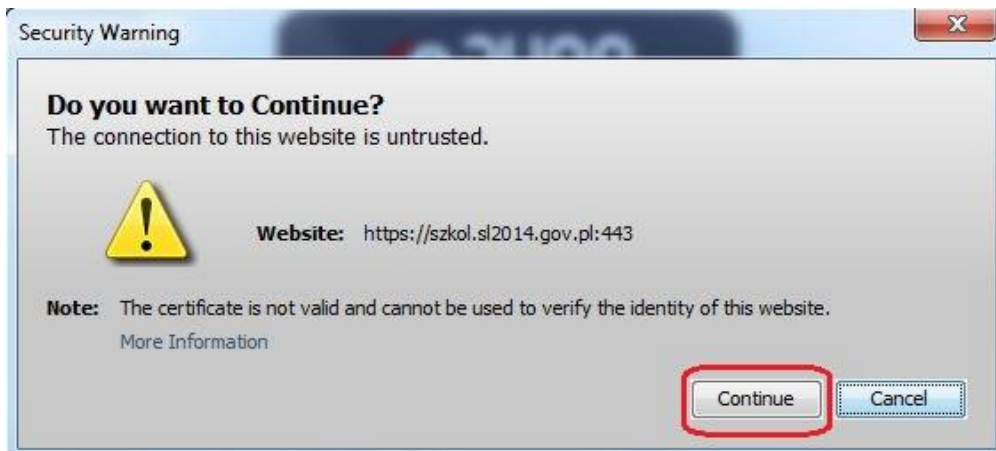 Security Warning
Do you want to Continue?
The connection to this website is untrusted.
Website: https://szkol.sl2014.gov.pl:443
Note: The certificate is not valid and cannot be used to verify the identity of this website.
More Information
Continue Cancel